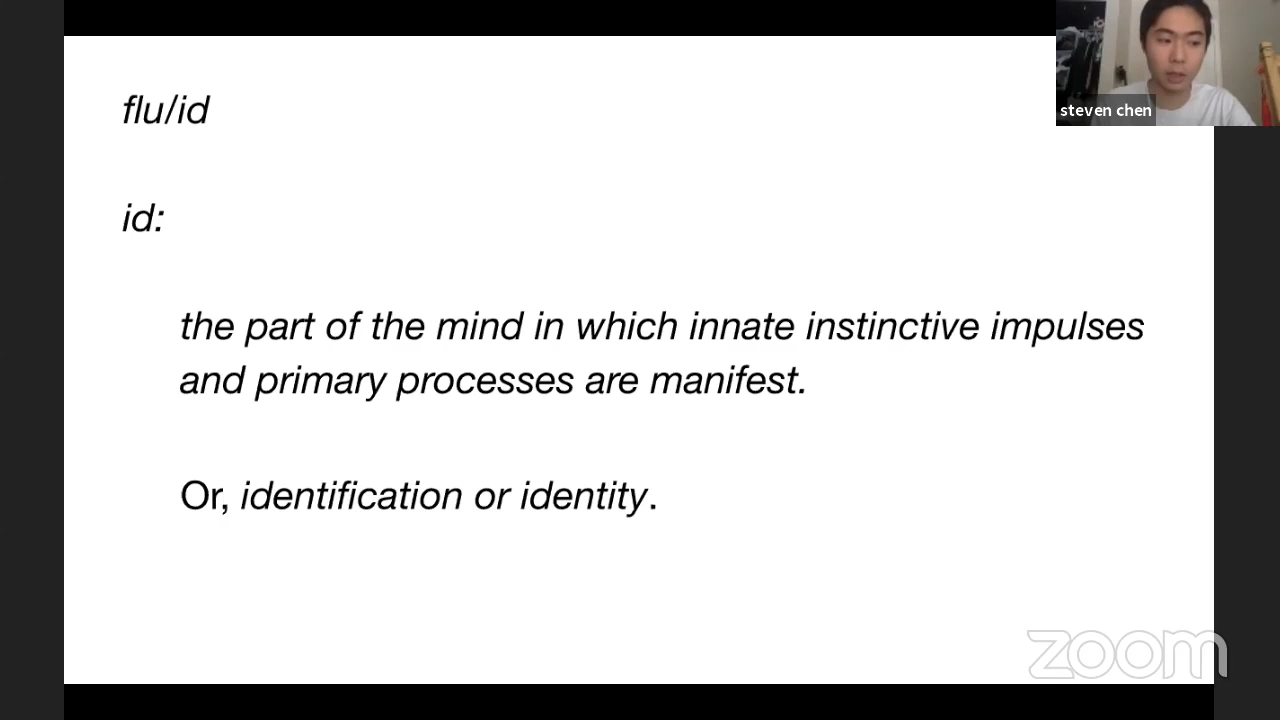 flu/id
steven chen
id:
the part of the mind in which innate instinctive impulses
and primary processes are manifest.
Or, identification or identity.
zoom